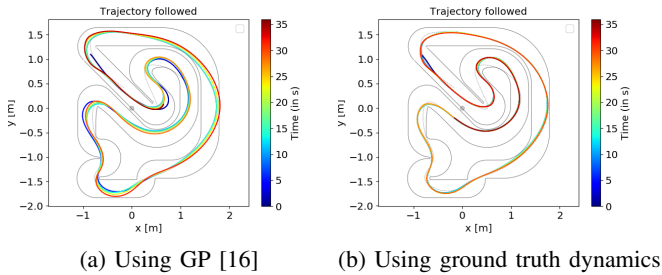 Trajectory followed
1.5
1.0
0.5
0.0
−0.5
−1.0
−1.5
−2.0
y [m]
−1 0 1 2
x [m]
35
30
25
20
15
10
5
0
Time (in s)
(a) Using GP [16]
Trajectory followed
1.5
1.0
0.5
0.0
−0.5
−1.0
−1.5
−2.0
y [m]
−1 0 1 2
x [m]
35
30
25
20
15
10
5
0
Time (in s)
(b) Using ground truth dynamics